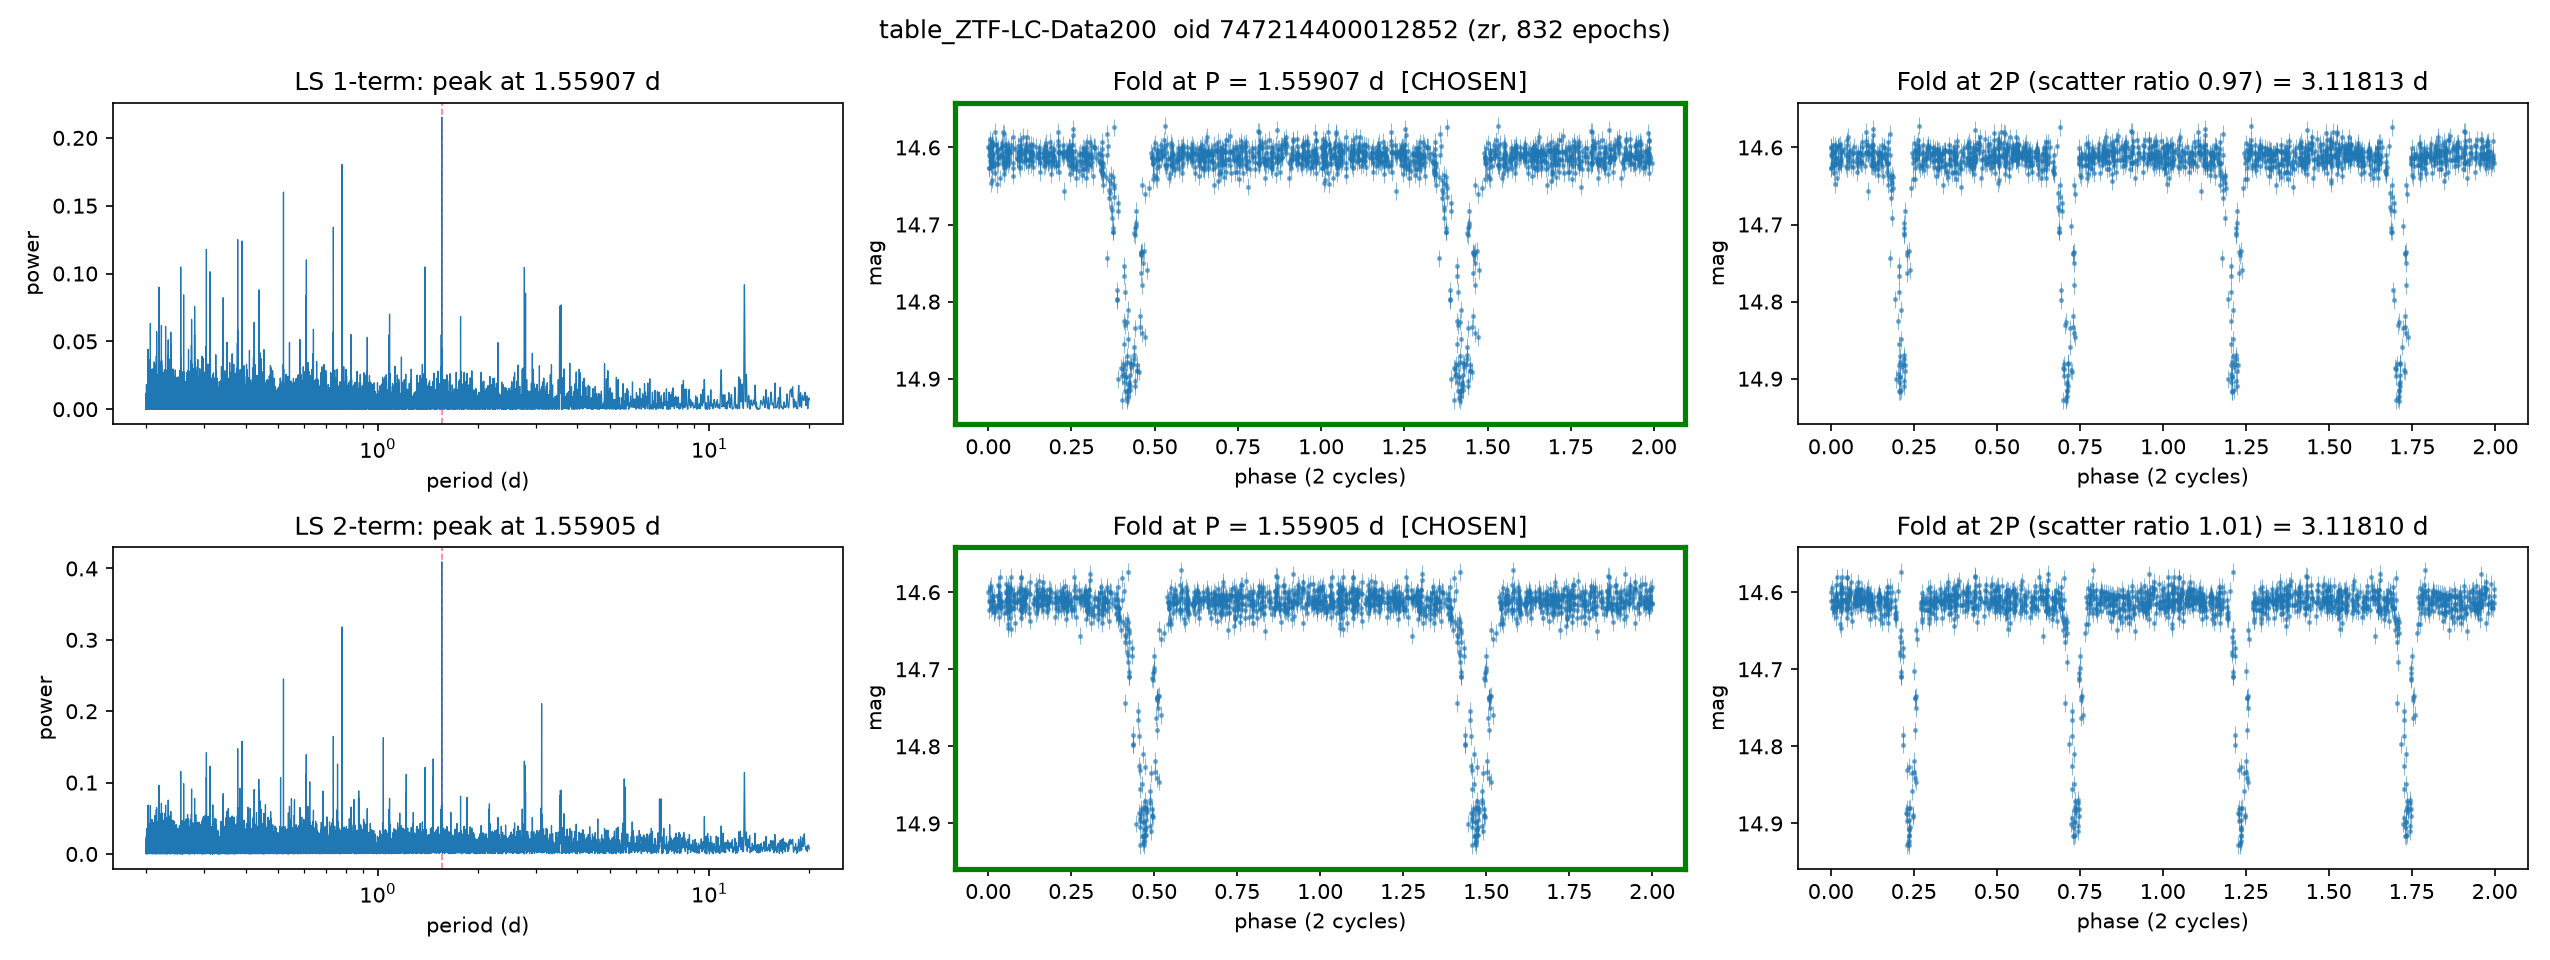 table_ZTF-LC-Data200  oid 747214400012852 (zr, 832 epochs)
LS 1-term: peak at 1.55907 d
0.20
0.15
0.10
0.05
0.00
power
10⁰
10¹
period (d)
Fold at P = 1.55907 d  [CHOSEN]
14.6
14.7
14.8
14.9
mag
0.00 0.25 0.50 0.75 1.00 1.25 1.50 1.75 2.00
phase (2 cycles)
Fold at 2P (scatter ratio 0.97) = 3.11813 d
14.6
14.7
14.8
14.9
mag
0.00 0.25 0.50 0.75 1.00 1.25 1.50 1.75 2.00
phase (2 cycles)
LS 2-term: peak at 1.55905 d
0.4
0.3
0.2
0.1
0.0
power
10⁰
10¹
period (d)
Fold at P = 1.55905 d  [CHOSEN]
14.6
14.7
14.8
14.9
mag
0.00 0.25 0.50 0.75 1.00 1.25 1.50 1.75 2.00
phase (2 cycles)
Fold at 2P (scatter ratio 1.01) = 3.11810 d
14.6
14.7
14.8
14.9
mag
0.00 0.25 0.50 0.75 1.00 1.25 1.50 1.75 2.00
phase (2 cycles)